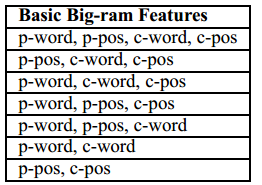 Basic Big-ram Features
p-word, p-pos, c-word, c-pos
p-pos, c-word, c-pos
p-word, c-word, c-pos
p-word, p-pos, c-pos
p-word, p-pos, c-word
p-word, c-word
p-pos, c-pos